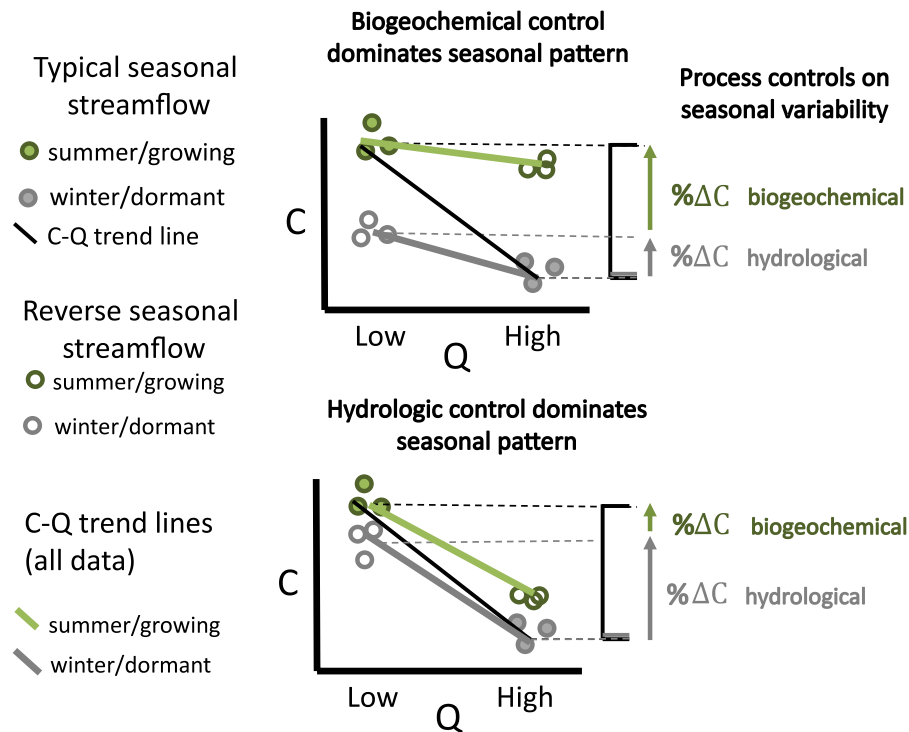 Typical seasonal
streamflow
summer/growing
winter/dormant
C-Q trend line
Reverse seasonal
streamflow
summer/growing
winter/dormant
C-Q trend lines
(all data)
summer/growing
winter/dormant
Biogeochemical control
dominates seasonal pattern
C
Low
High
Q
Process controls on
seasonal variability
%ΔC biogeochemical
%ΔC hydrological
Hydrologic control dominates
seasonal pattern
C
Low
High
Q
%ΔC biogeochemical
%ΔC hydrological